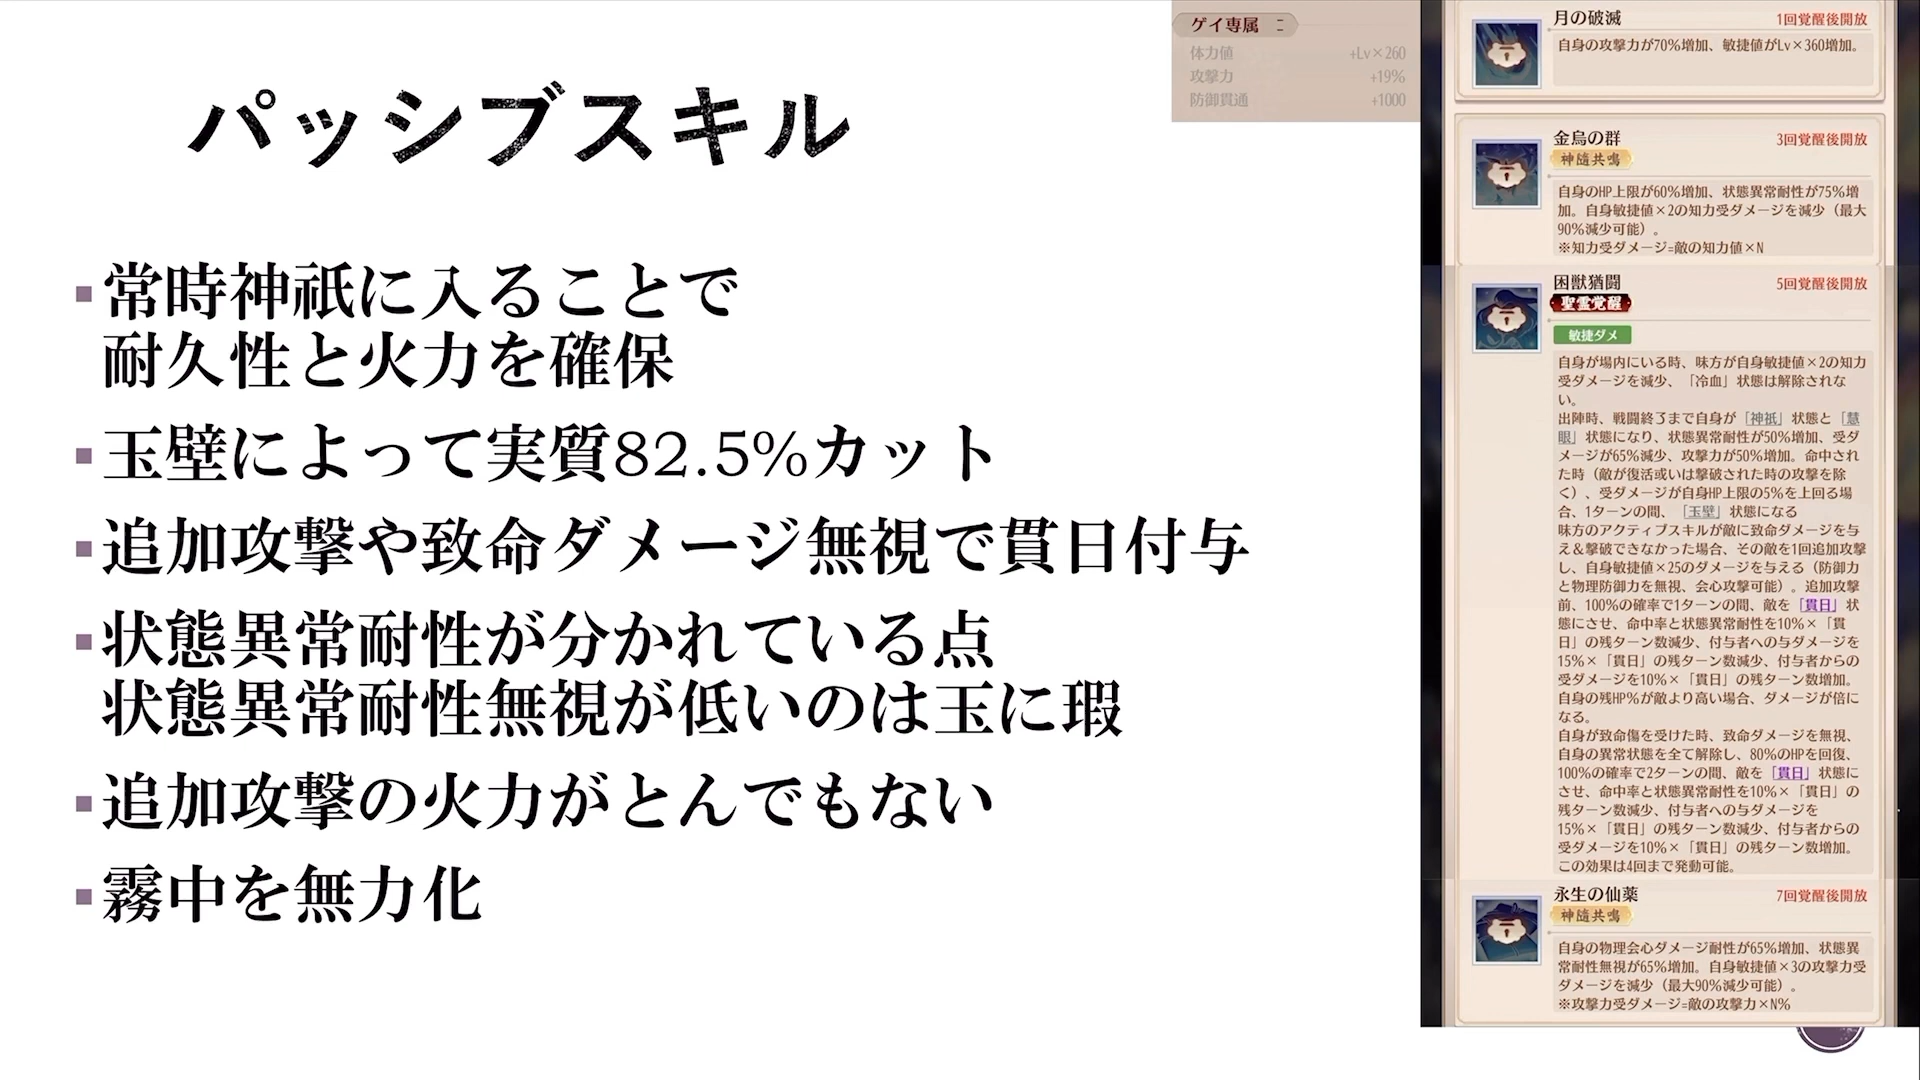 パッシブスキル
▪常時神祇に入ることで
耐久性と火力を確保
▪玉壁によって実質82.5%カット
▪追加攻撃や致命ダメージ無視で貫日付与
▪状態異常耐性が分かれている点
状態異常耐性無視が低いのは玉に瑕
▪追加攻撃の火力がとんでもない
▪霧中を無力化
ゲイ専属 二
体力値 +Lv×260
攻撃力 +19%
防御貫通 +1000
月の破滅 1回覚醒後開放
自身の攻撃力が70%増加、敏捷値がLv×360増加。
金烏の群 3回覚醒後開放
神随共鳴
自身のHP上限が60%増加、状態異常耐性が75%増
加。自身敏捷値×2の知力受ダメージを減少（最大
90%減少可能）。
※知力受ダメージ=敵の知力値×N
困獣猶闘 5回覚醒後開放
聖霊覚醒
敏捷ダメ
自身が場内にいる時、味方が自身敏捷値×2の知力
受ダメージを減少、「冷血」状態は解除されな
い。
出陣時、戦闘終了まで自身が「神祇」状態と「慧
眼」状態になり、状態異常耐性が50%増加、受ダ
メージが65%減少、攻撃力が50%増加。命中され
た時（敵が復活或いは撃破された時の攻撃を除
く）、受ダメージが自身HP上限の5%を上回る場
合、1ターンの間、「玉壁」状態になる
味方のアクティブスキルが敵に致命ダメージを与
え＆撃破できなかった場合、その敵を1回追加攻撃
し、自身敏捷値×25のダメージを与える（防御力
と物理防御力を無視、会心攻撃可能）。追加攻撃
前、100%の確率で1ターンの間、敵を「貫日」状
態にさせ、命中率と状態異常耐性を10%×「貫
日」の残ターン数減少、付与者への与ダメージを
15%×「貫日」の残ターン数減少、付与者からの
受ダメージを10%×「貫日」の残ターン数増加。
自身の残HP%が敵より高い場合、ダメージが倍に
なる。
自身が致命傷を受けた時、致命ダメージを無視、
自身の異常状態を全て解除し、80%のHPを回復、
100%の確率で2ターンの間、敵を「貫日」状態に
させ、命中率と状態異常耐性を10%×「貫日」の
残ターン数減少、付与者への与ダメージを
15%×「貫日」の残ターン数減少、付与者からの
受ダメージを10%×「貫日」の残ターン数増加。
この効果は4回まで発動可能。
永生の仙薬 7回覚醒後開放
神随共鳴
自身の物理会心ダメージ耐性が65%増加、状態異
常耐性無視が65%増加。自身敏捷値×3の攻撃力受
ダメージを減少（最大90%減少可能）。
※攻撃力受ダメージ=敵の攻撃力×N%